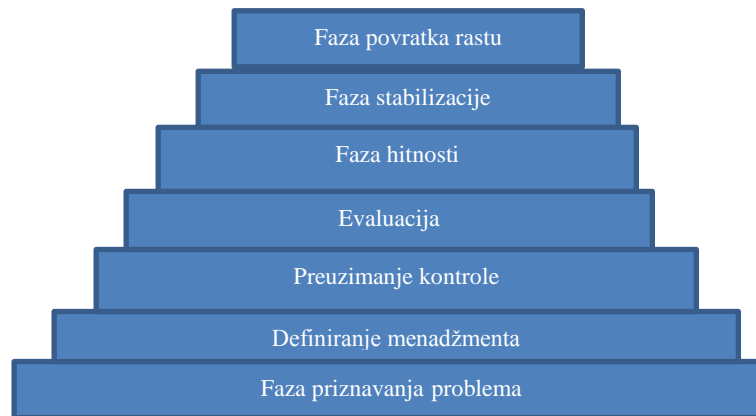 Faza povratka rastu
Faza stabilizacije
Faza hitnosti
Evaluacija
Preuzimanje kontrole
Definiranje menadžmenta
Faza priznavanja problema